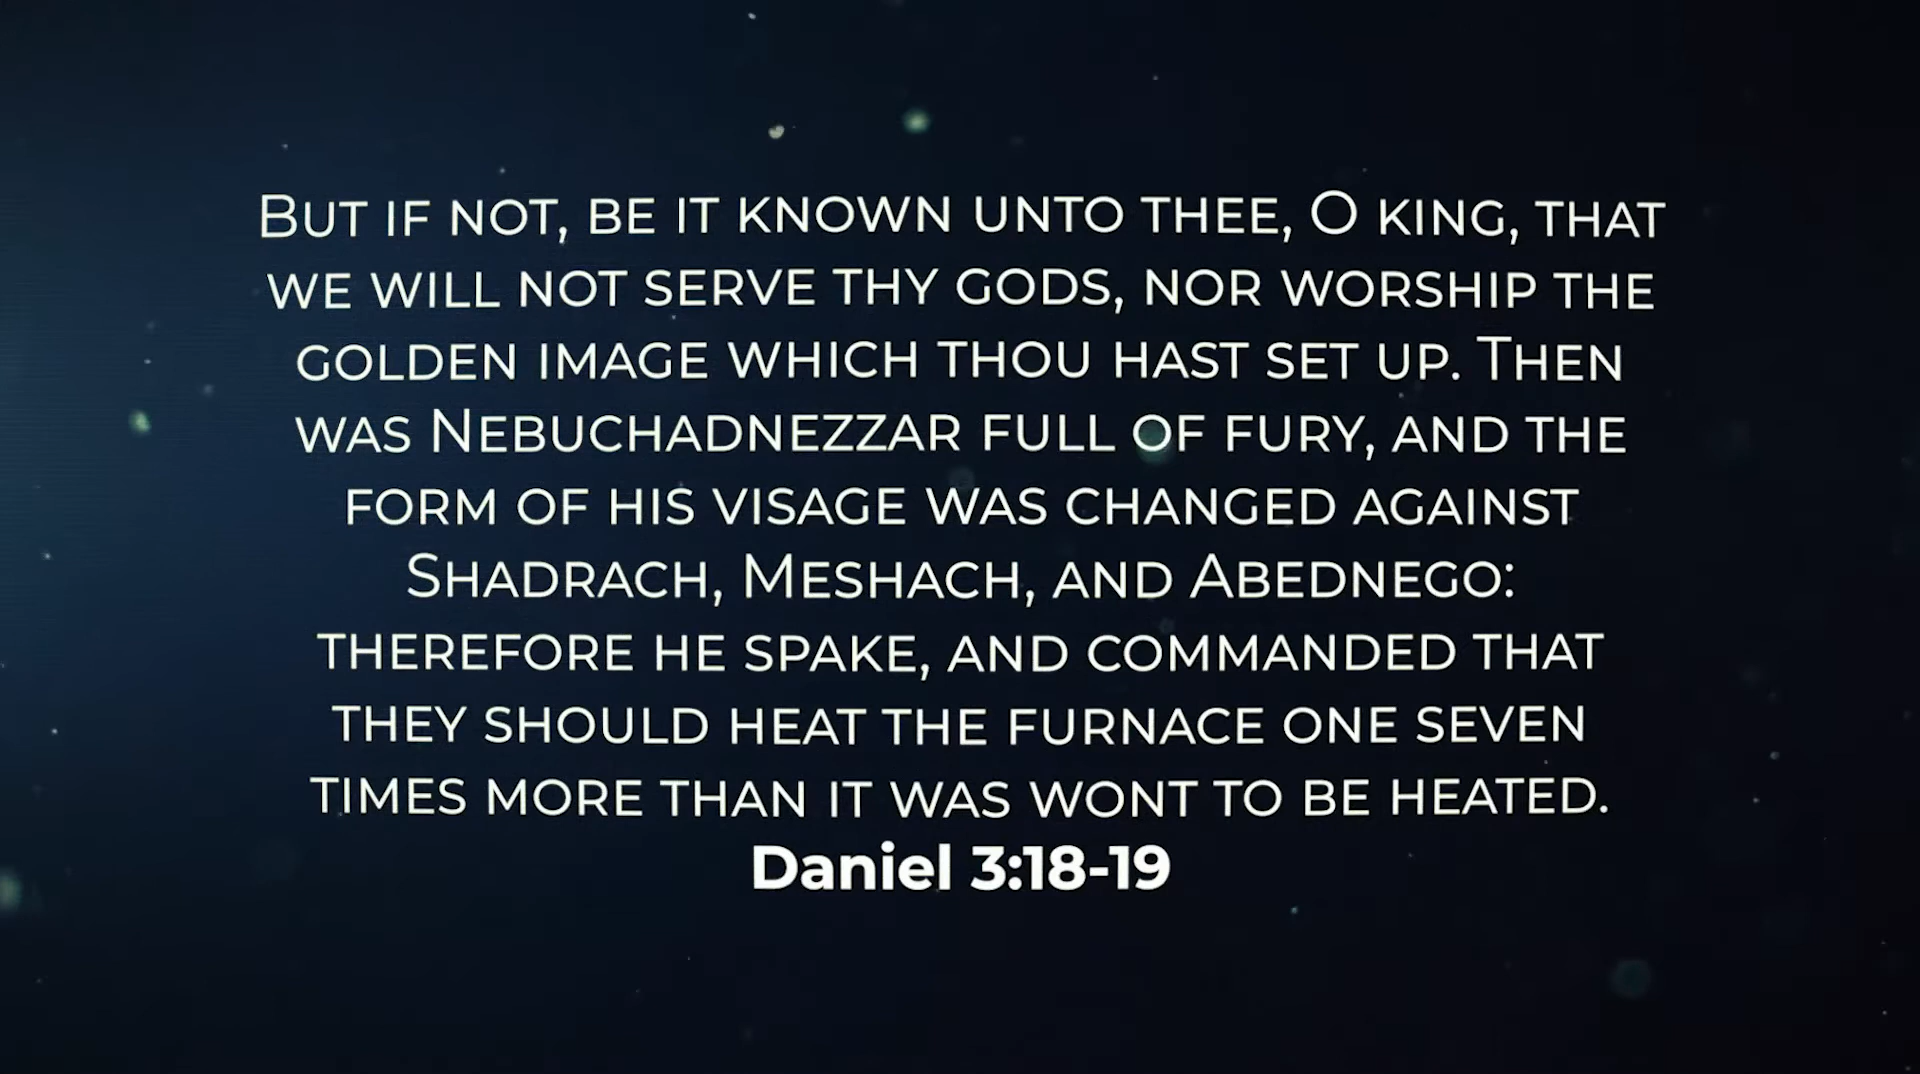 But if not, be it known unto thee, O king, that
we will not serve thy gods, nor worship the
golden image which thou hast set up. Then
was Nebuchadnezzar full of fury, and the
form of his visage was changed against
Shadrach, Meshach, and Abednego:
therefore he spake, and commanded that
they should heat the furnace one seven
times more than it was wont to be heated.
Daniel 3:18-19